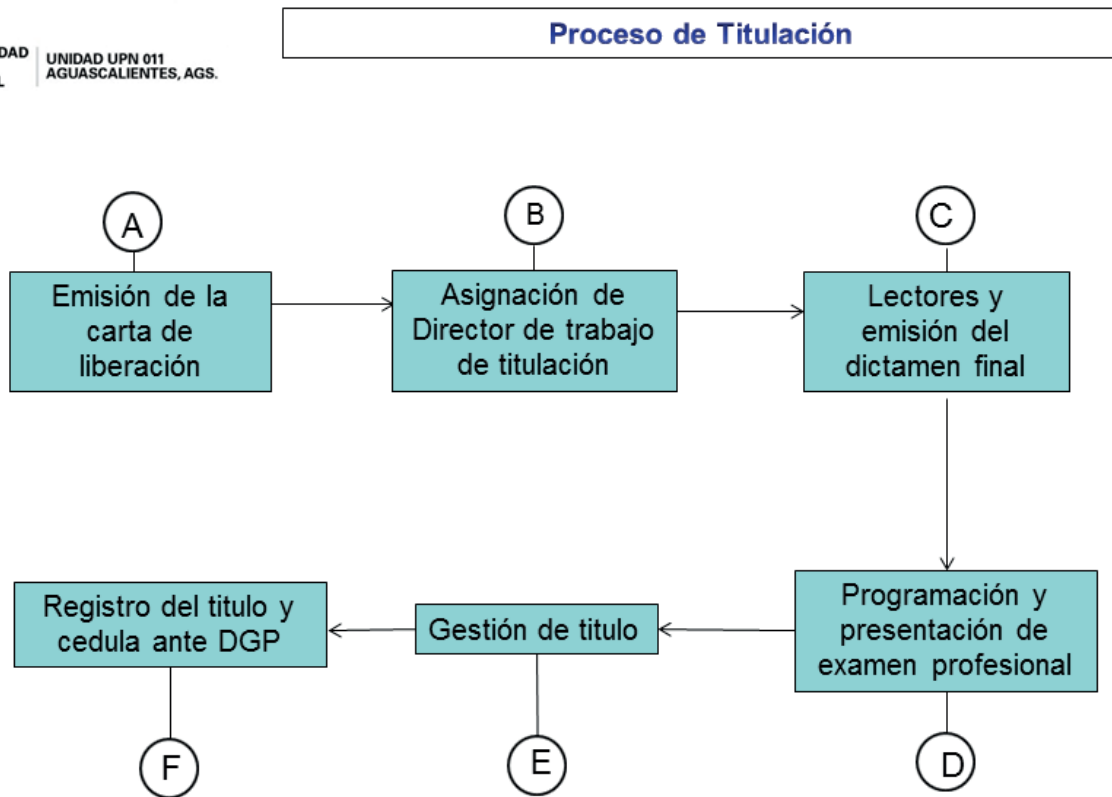 Proceso de Titulación
DAD
L
UNIDAD UPN 011
AGUASCALIENTES, AGS.
A
B
C
Emisión de la
carta de
liberación
Asignación de
Director de trabajo
de titulación
Lectores y
emisión del
dictamen final
Registro del titulo y
cedula ante DGP
Gestión de titulo
Programación y
presentación de
examen profesional
F
E
D